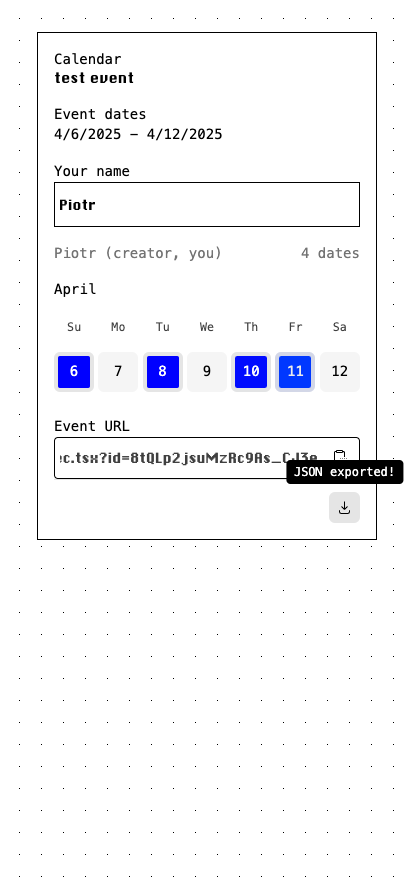 Calendar
test event
Event dates
4/6/2025 – 4/12/2025
Your name
Piotr
Piotr (creator, you) 4 dates
April
Su Mo Tu We Th Fr Sa
6 7 8 9 10 11 12
Event URL
c.tsx?id=8tQLp2jsuMzRc9As_CJ3e
JSON exported!